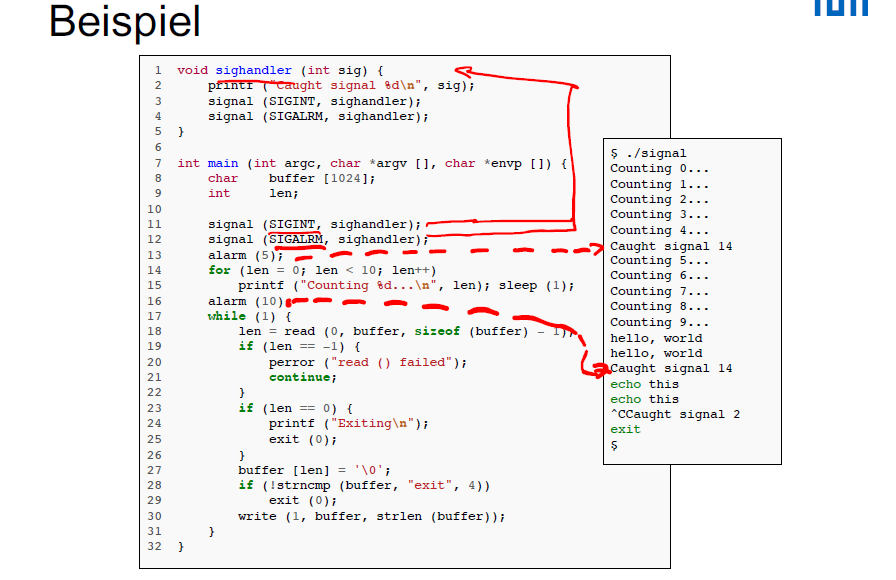 Beispiel
1 void sighandler (int sig) {
2 printf ("Caught signal %d\n", sig);
3 signal (SIGINT, sighandler);
4 signal (SIGALRM, sighandler);
5 }
6
7 int main (int argc, char *argv [], char *envp []) {
8 char buffer [1024];
9 int len;
10
11 signal (SIGINT, sighandler);
12 signal (SIGALRM, sighandler);
13 alarm (5);
14 for (len = 0; len < 10; len++)
15 printf ("Counting %d...\n", len); sleep (1);
16 alarm (10);
17 while (1) {
18 len = read (0, buffer, sizeof (buffer) - 1);
19 if (len == -1) {
20 perror ("read () failed");
21 continue;
22 }
23 if (len == 0) {
24 printf ("Exiting\n");
25 exit (0);
26 }
27 buffer [len] = '\0';
28 if (!strncmp (buffer, "exit", 4))
29 exit (0);
30 write (1, buffer, strlen (buffer));
31 }
32 }
$ ./signal
Counting 0...
Counting 1...
Counting 2...
Counting 3...
Counting 4...
Caught signal 14
Counting 5...
Counting 6...
Counting 7...
Counting 8...
Counting 9...
hello, world
hello, world
Caught signal 14
echo this
echo this
^CCaught signal 2
exit
$